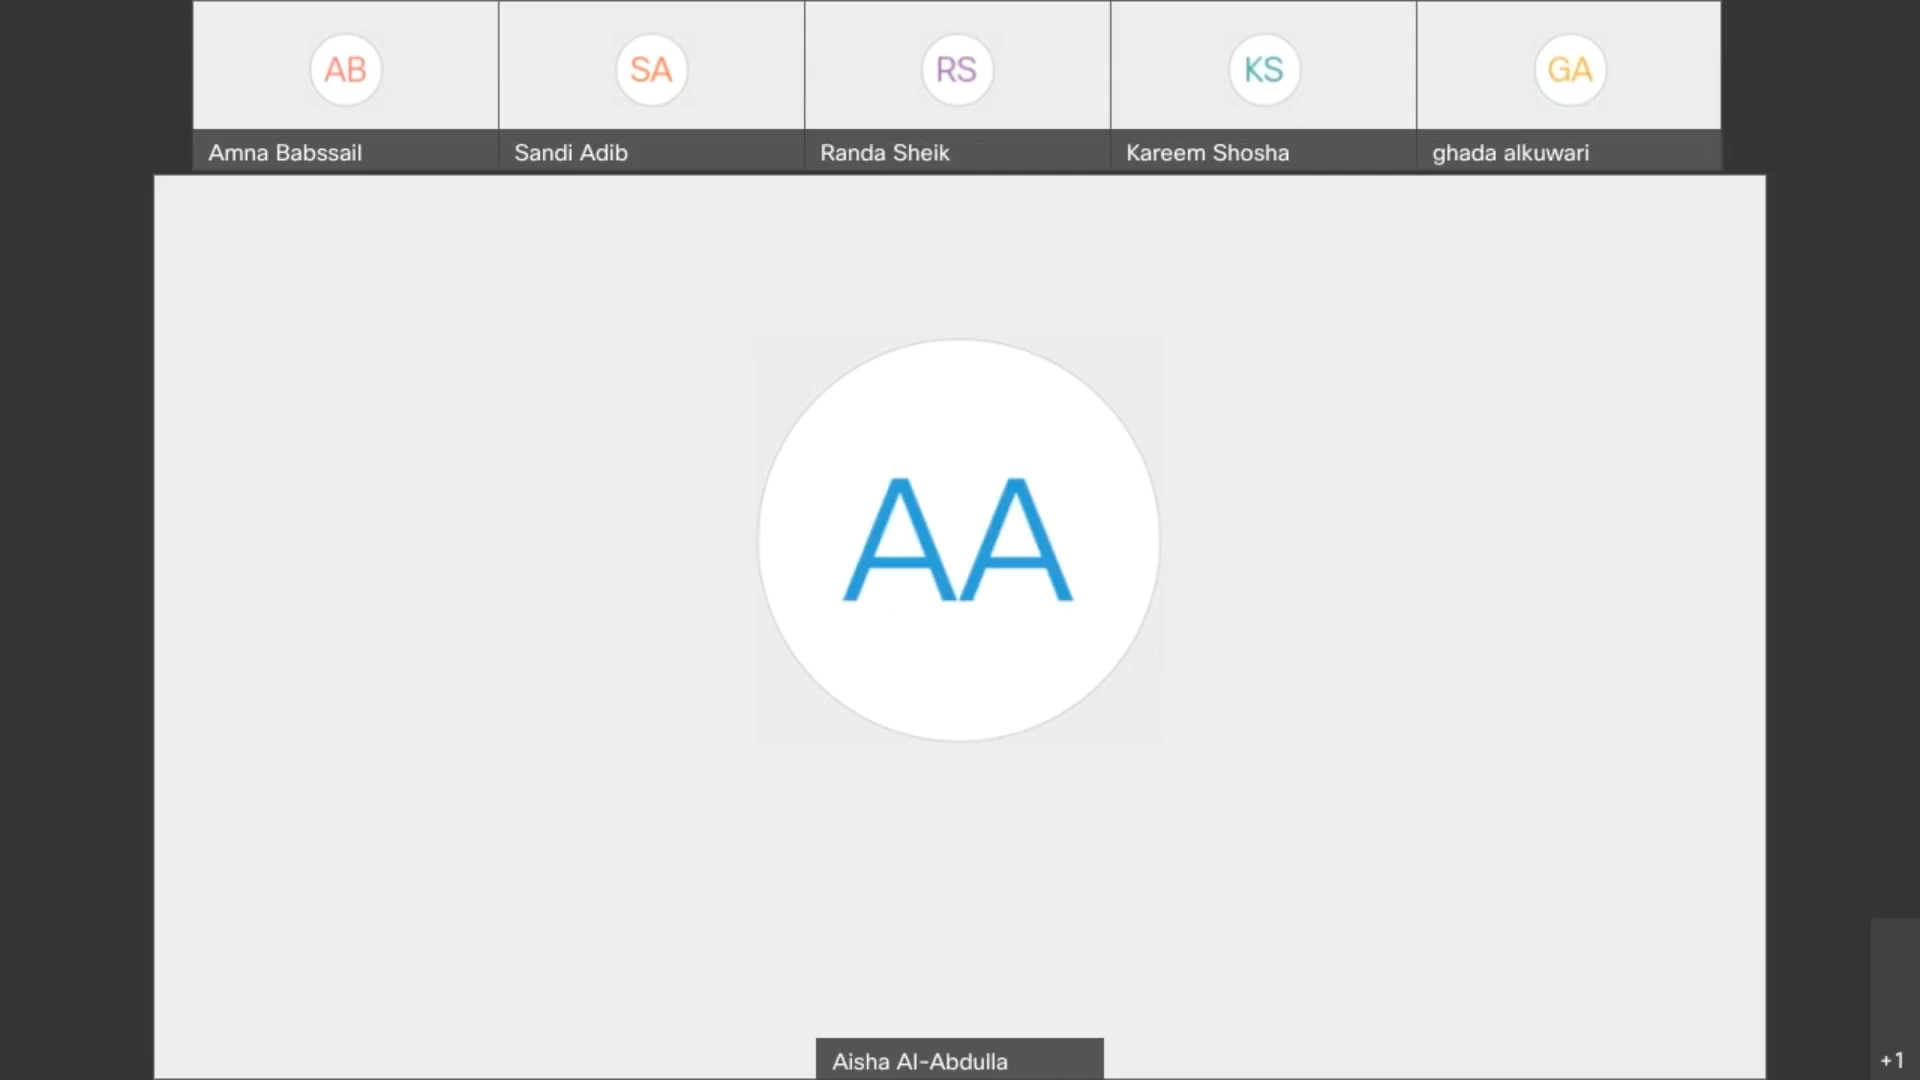 AB
SA
RS
KS
GA
Amna Babssail
Sandi Adib
Randa Sheik
Kareem Shosha
ghada alkuwari
AA
Aisha Al-Abdulla
+1